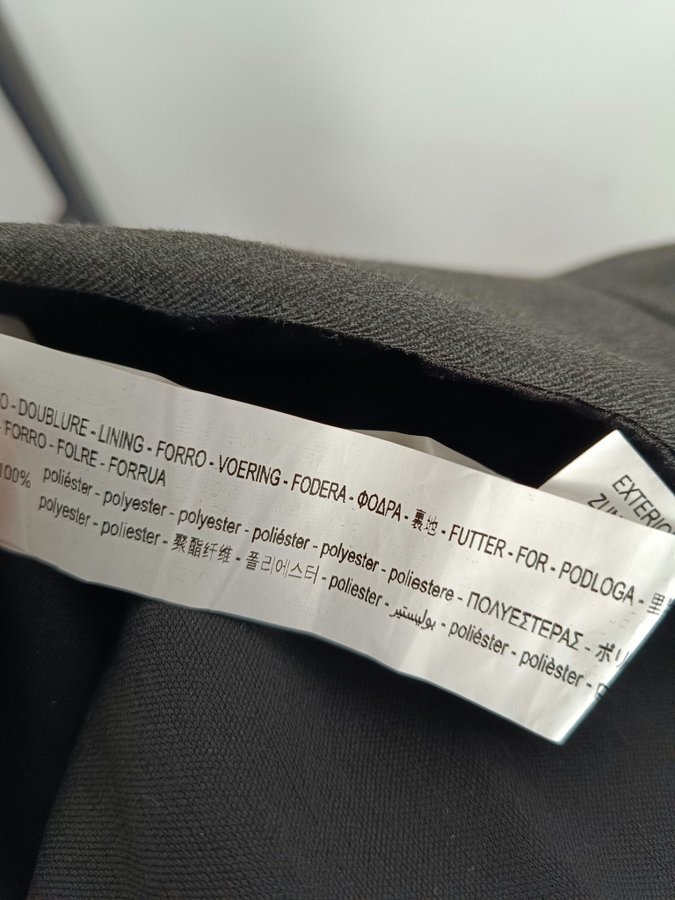 O - DOUBLURE - LINING - FORRO - VOERING - FODERA - ΦΟΔΡΑ - 裏地 - FUTTER - FOR - PODLOGA -
- FORRO - FOLRE - FORRUA
100% poliéster - polyester - polyester - poliéster - polyester - poliestere - ΠΟΛΥΕΣΤΕΡΑΣ - ポリ
polyester - poliester - 聚酯纤维 - 폴리에스터 - poliester - بوليستير - poliéster - polièster -
EXTERIO